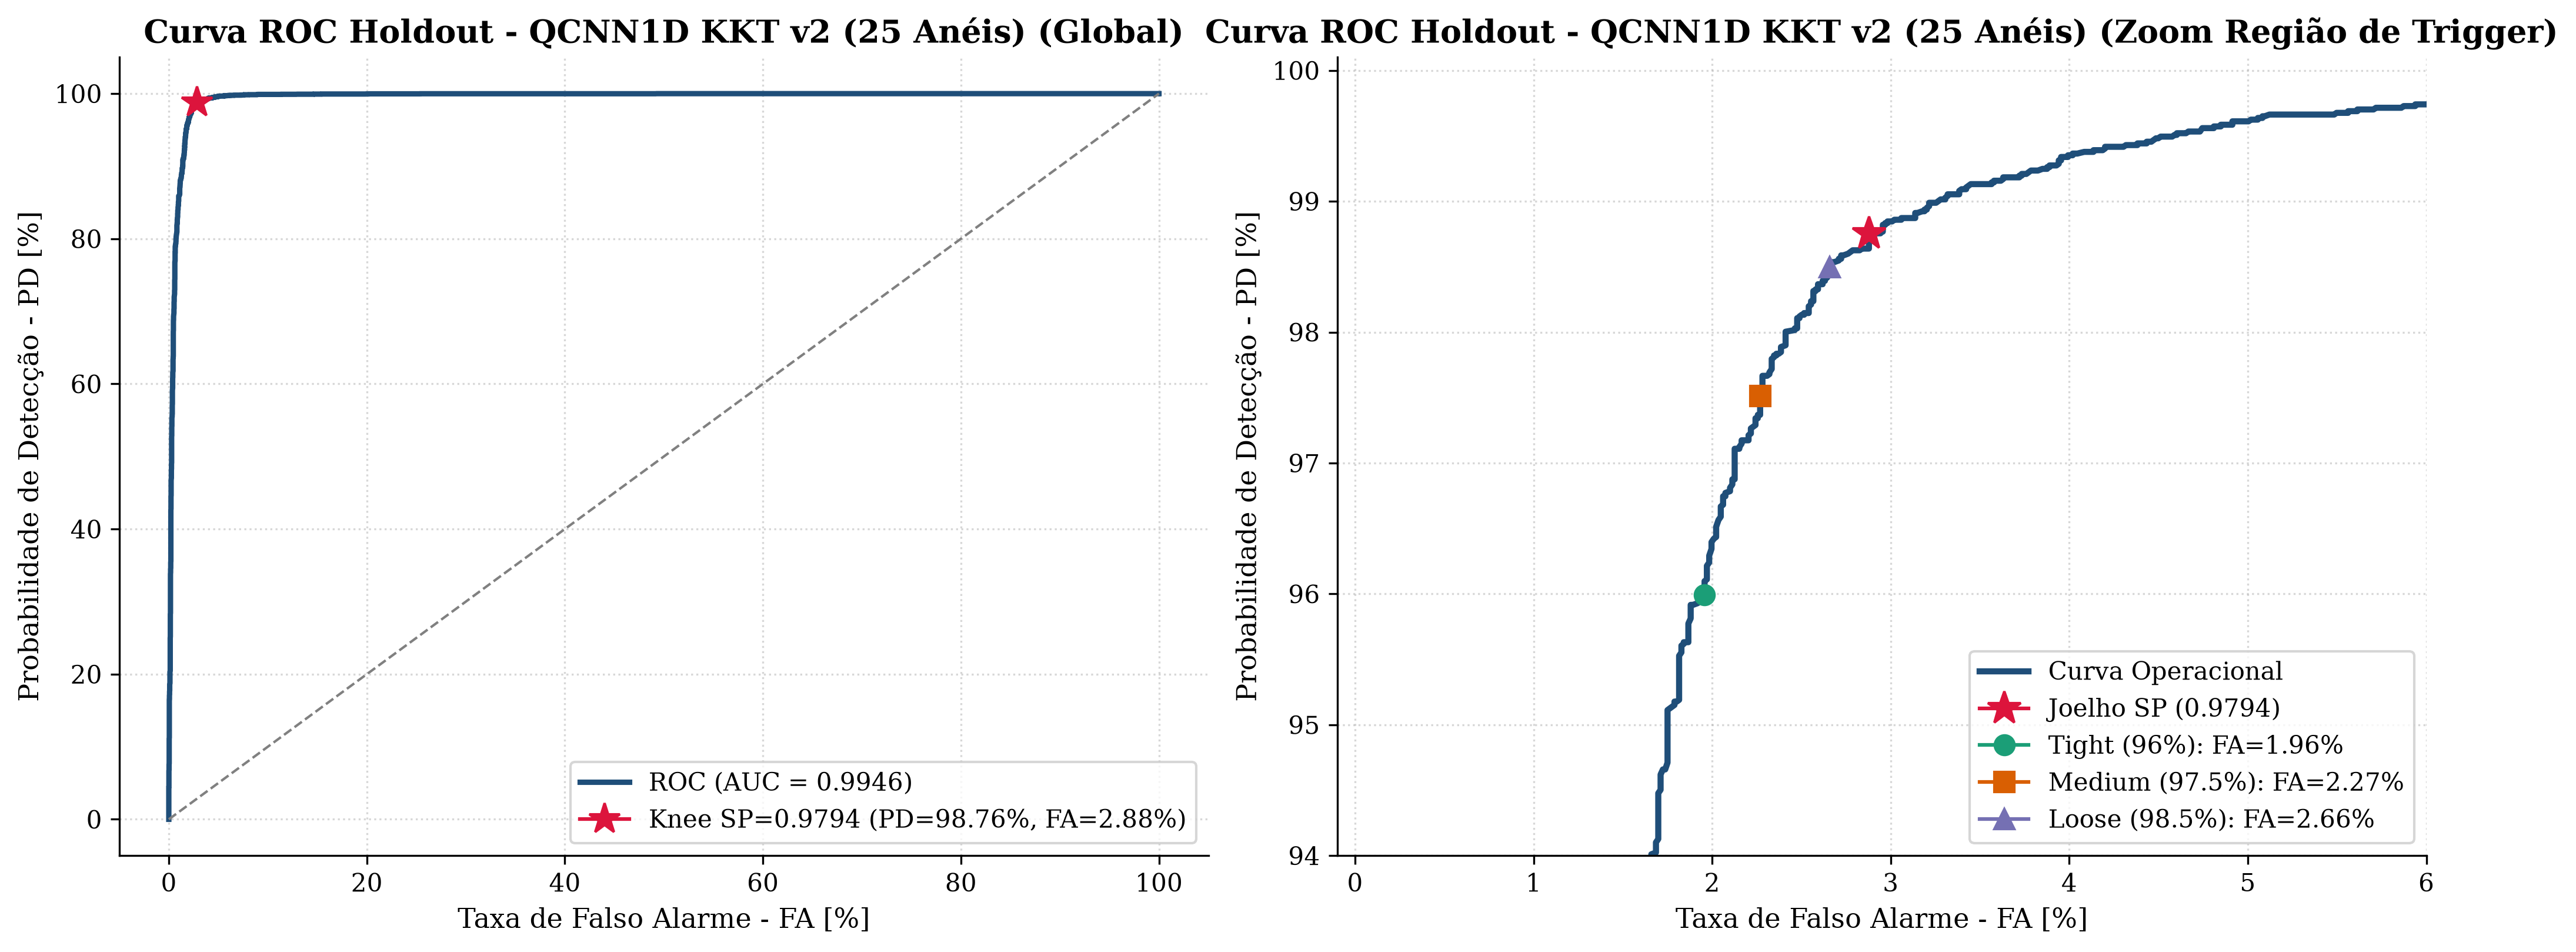 Curva ROC Holdout - QCNN1D KKT v2 (25 Anéis) (Global)
Probabilidade de Detecção - PD [%]
100
80
60
40
20
0
0 20 40 60 80 100
Taxa de Falso Alarme - FA [%]
ROC (AUC = 0.9946)
Knee SP=0.9794 (PD=98.76%, FA=2.88%)
Curva ROC Holdout - QCNN1D KKT v2 (25 Anéis) (Zoom Região de Trigger)
Probabilidade de Detecção - PD [%]
100
99
98
97
96
95
94
0 1 2 3 4 5 6
Taxa de Falso Alarme - FA [%]
Curva Operacional
Joelho SP (0.9794)
Tight (96%): FA=1.96%
Medium (97.5%): FA=2.27%
Loose (98.5%): FA=2.66%